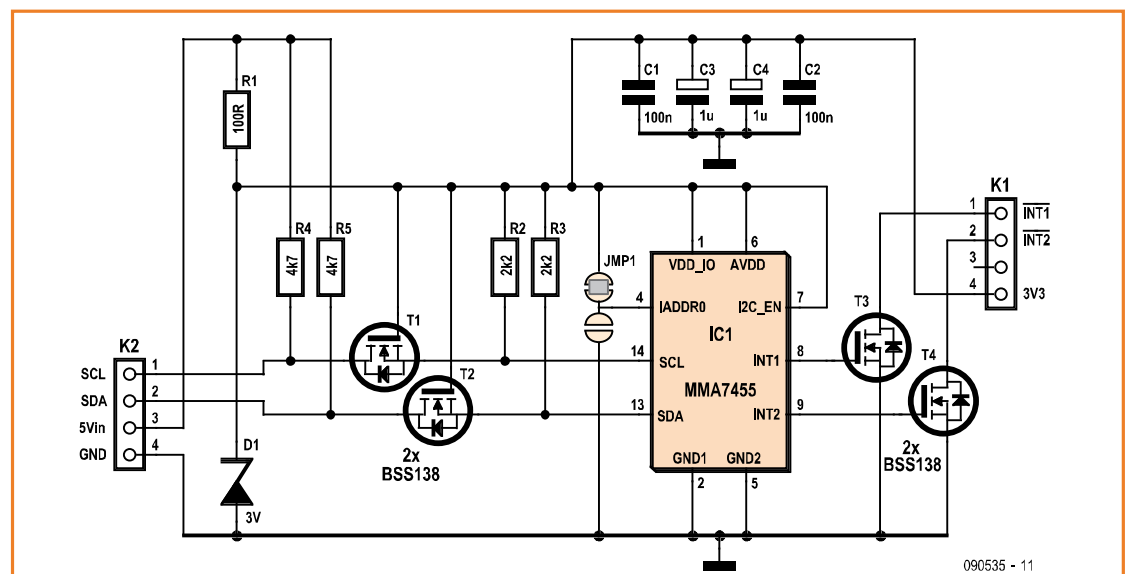 R1
100R
R4
4k7
R5
4k7
C1
100n
C3
1u
C4
1u
C2
100n
K1
1
INT1
2
INT2
3
4
3V3
R2
2k2
R3
2k2
JMP1
1
6
VDD_IO
AVDD
4
IADDR0
I2C_EN
7
IC1
14
SCL
INT1
8
MMA7455
13
SDA
INT2
9
GND1
GND2
2
5
T1
T2
2x
BSS138
T3
T4
2x
BSS138
K2
SCL
1
SDA
2
5Vin
3
GND
4
D1
3V
090535 - 11